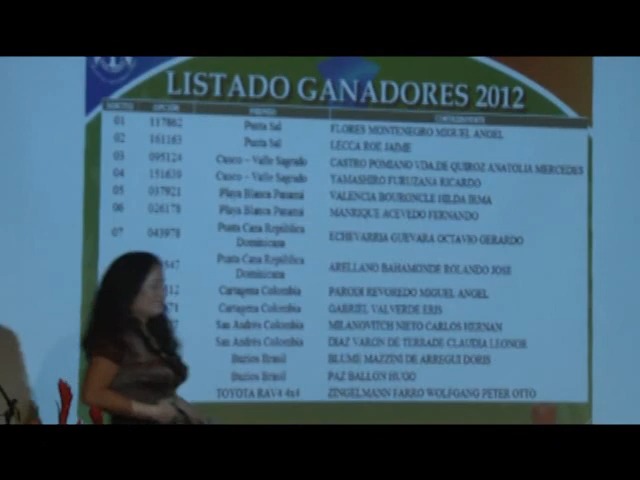 LISTADO GANADORES 2012
SORTEO OPCIÓN PREMIO CONTRIBUYENTE
01 117862 Punta Sal FLORES MONTENEGRO MIGUEL ANGEL
02 161163 Punta Sal LECCA ROE JAIME
03 095124 Cusco – Valle Sagrado CASTRO POMIANO VDA.DE QUIROZ ANATOLIA MERCEDES
04 151639 Cusco – Valle Sagrado YAMASHIRO FURUZANA RICARDO
05 037821 Playa Blanca Panamá VALENCIA BOURONCLE HILDA IRMA
06 026178 Playa Blanca Panamá MANRIQUE ACEVEDO FERNANDO
07 043978 Punta Cana República Dominicana ECHEVARRIA GUEVARA OCTAVIO GERARDO
Punta Cana República Dominicana ARELLANO BAHAMONDE ROLANDO JOSE
Cartagena Colombia PARODI REVOREDO MIGUEL ANGEL
Cartagena Colombia GABRIEL VALVERDE ERIS
San Andrés Colombia MILANOVITCH NIETO CARLOS HERNAN
San Andrés Colombia DIAZ VARON DE TERRADE CLAUDIA LEONOR
Buzios Brasil BLUME MAZZINI DE ARREGUI DORIS
Buzios Brasil PAZ BALLON HUGO
TOYOTA RAV4 4x4 ZINGELMANN FARRO WOLFGANG PETER OTTO